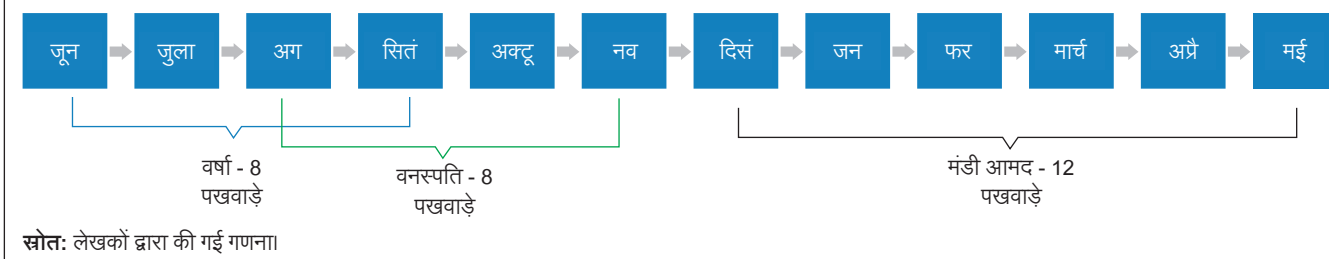 जून जुला अग सितं अक्टू नव दिसं जन फर मार्च अप्रै मई
वर्षा - 8
पखवाड़े
वनस्पति - 8
पखवाड़े
मंडी आमद - 12
पखवाड़े
स्रोत: लेखकों द्वारा की गई गणना।